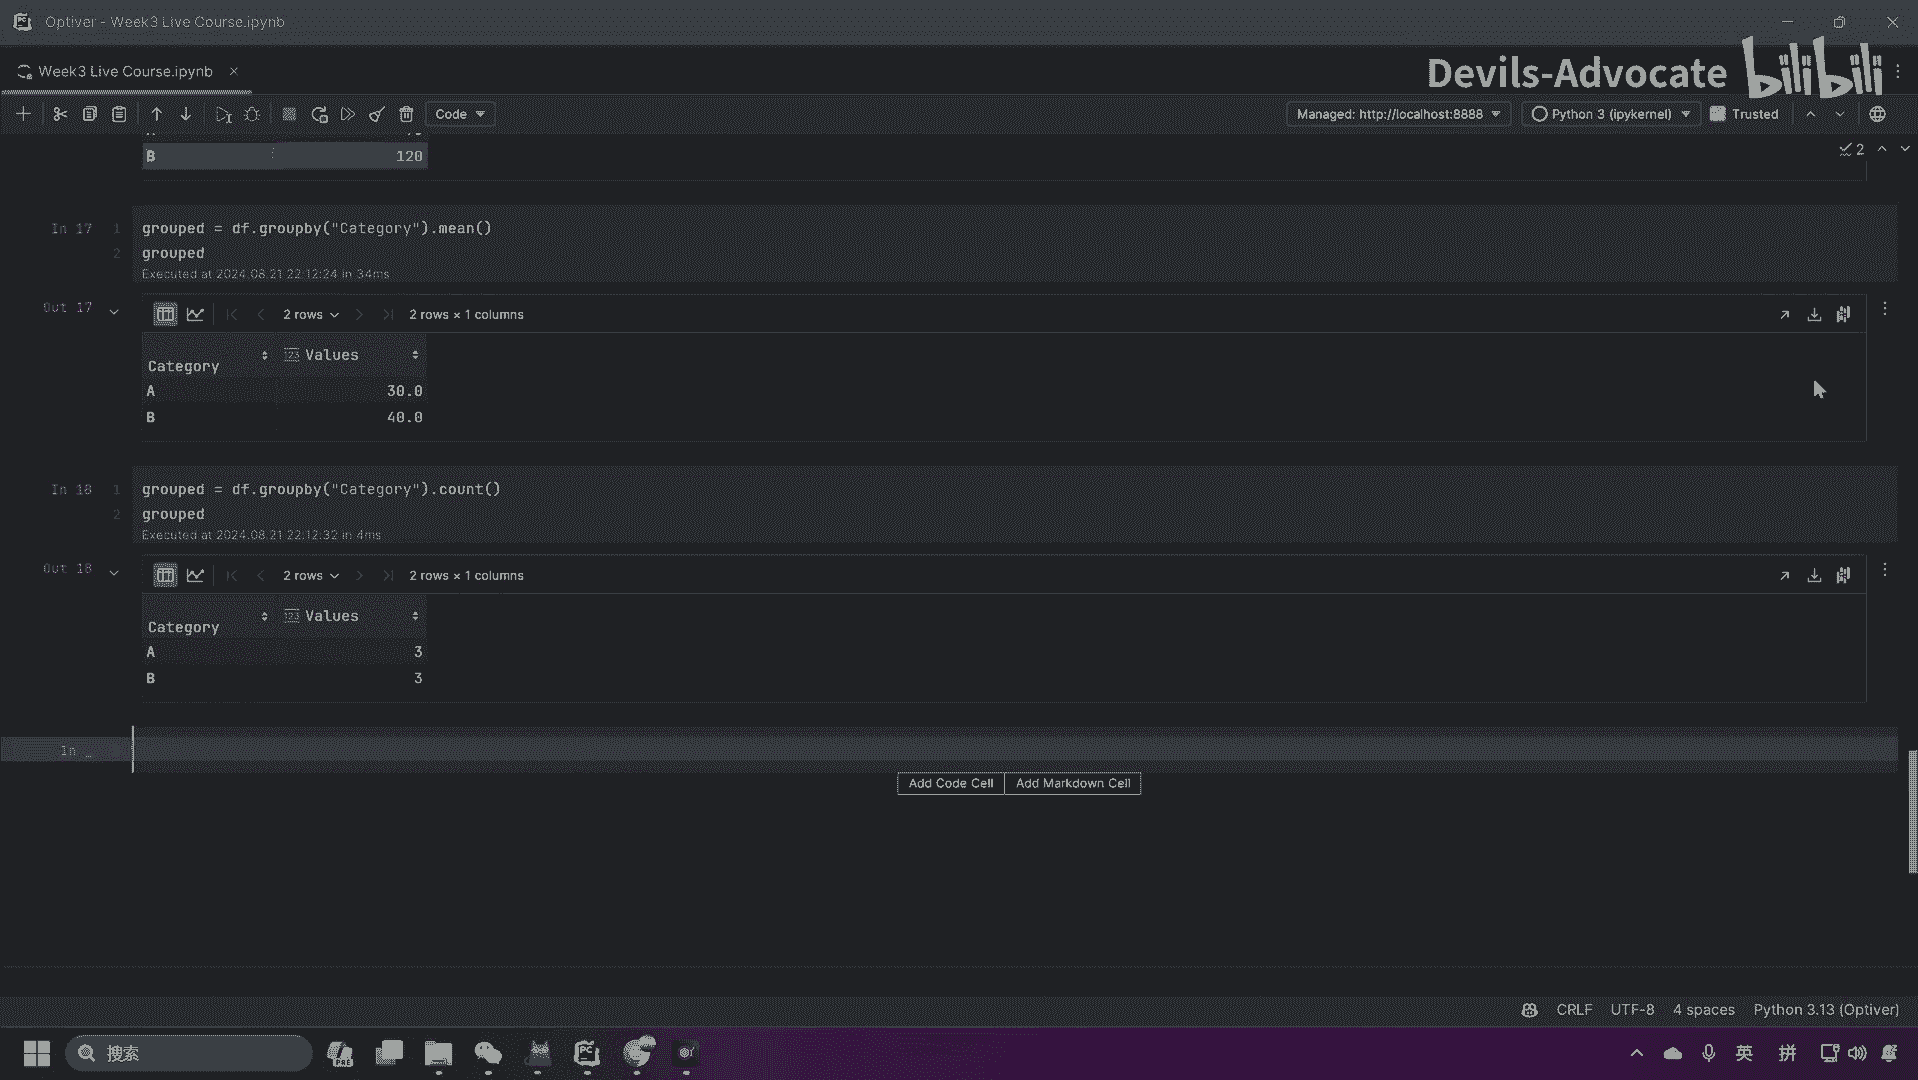 Optiver - Week3 Live Course.ipynb
Week3 Live Course.ipynb
Devils-Advocate bilibili
Code
Managed: http://localhost:8888
Python 3 (ipykernel)
Trusted
B 120
2
In 17
1 grouped = df.groupby("Category").mean()
2 grouped
Executed at 2024.08.21 22:12:24 in 34ms
Out 17
2 rows
2 rows × 1 columns
Category 123 Values
A 30.0
B 40.0
In 18
1 grouped = df.groupby("Category").count()
2 grouped
Executed at 2024.08.21 22:12:32 in 4ms
Out 18
2 rows
2 rows × 1 columns
Category 123 Values
A 3
B 3
In _
Add Code Cell Add Markdown Cell
CRLF UTF-8 4 spaces Python 3.13 (Optiver)
搜索
PRE
PC
英 拼